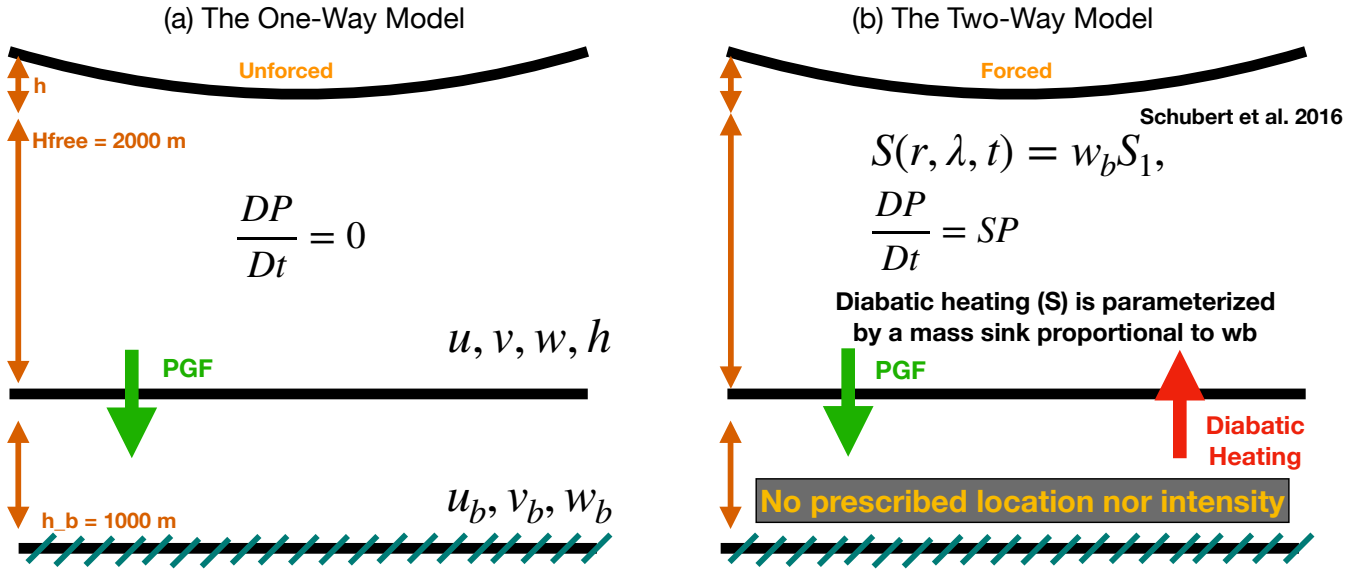 (a) The One-Way Model
Unforced
h
Hfree = 2000 m
DP/Dt = 0
u, v, w, h
PGF
h_b = 1000 m
u_b, v_b, w_b
(b) The Two-Way Model
Forced
Schubert et al. 2016
S(r, λ, t) = w_b S_1,
DP/Dt = SP
Diabatic heating (S) is parameterized
by a mass sink proportional to wb
PGF
Diabatic
Heating
No prescribed location nor intensity